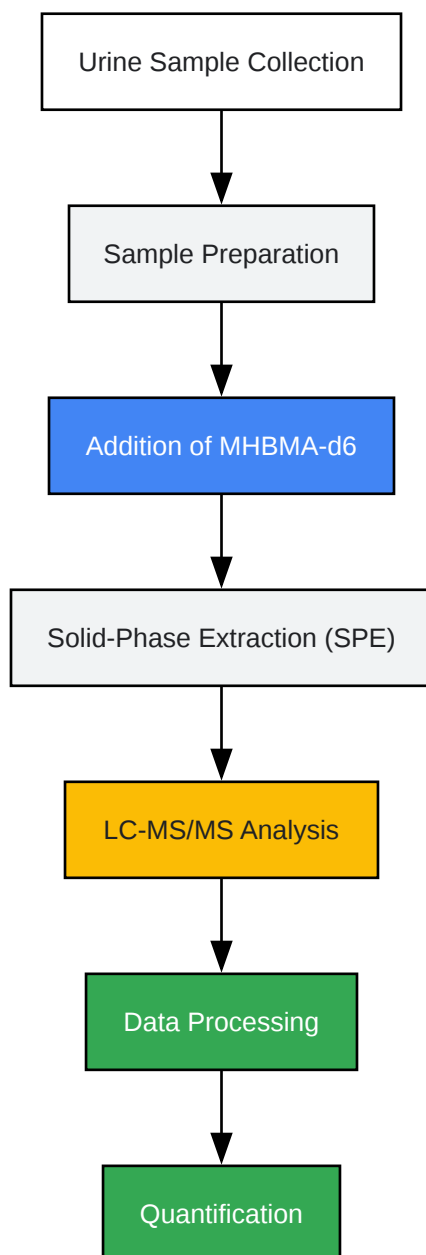 Urine Sample Collection
Sample Preparation
Addition of MHBMA-d6
Solid-Phase Extraction (SPE)
LC-MS/MS Analysis
Data Processing
Quantification